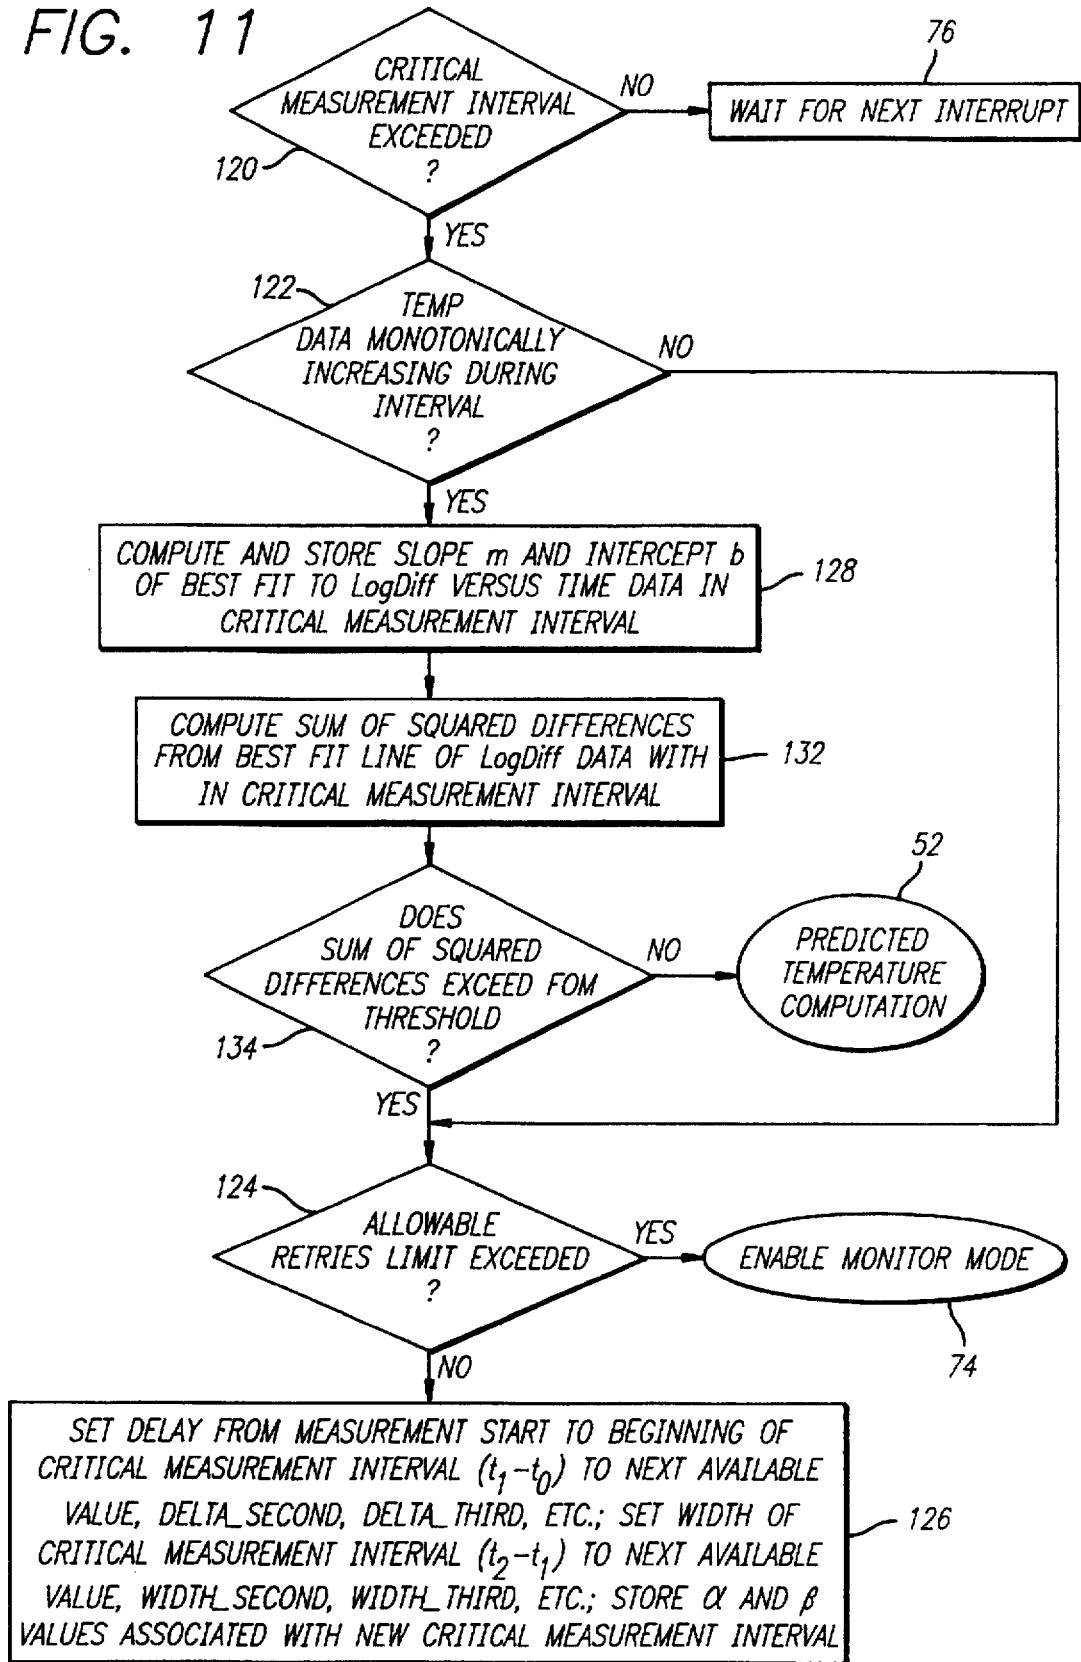 FIG. 11
CRITICAL
MEASUREMENT INTERVAL
EXCEEDED
?
120
NO
76
WAIT FOR NEXT INTERRUPT
YES
122
TEMP
DATA MONOTONICALLY
INCREASING DURING
INTERVAL
?
NO
YES
COMPUTE AND STORE SLOPE m AND INTERCEPT b
OF BEST FIT TO LogDiff VERSUS TIME DATA IN
CRITICAL MEASUREMENT INTERVAL
128
COMPUTE SUM OF SQUARED DIFFERENCES
FROM BEST FIT LINE OF LogDiff DATA WITH
IN CRITICAL MEASUREMENT INTERVAL
132
DOES
SUM OF SQUARED
DIFFERENCES EXCEED FOM
THRESHOLD
?
134
NO
52
PREDICTED
TEMPERATURE
COMPUTATION
YES
124
ALLOWABLE
RETRIES LIMIT EXCEEDED
?
YES
ENABLE MONITOR MODE
74
NO
SET DELAY FROM MEASUREMENT START TO BEGINNING OF
CRITICAL MEASUREMENT INTERVAL (t₁-t₀) TO NEXT AVAILABLE
VALUE, DELTA_SECOND, DELTA_THIRD, ETC.; SET WIDTH OF
CRITICAL MEASUREMENT INTERVAL (t₂-t₁) TO NEXT AVAILABLE
VALUE, WIDTH_SECOND, WIDTH_THIRD, ETC.; STORE α AND β
VALUES ASSOCIATED WITH NEW CRITICAL MEASUREMENT INTERVAL
126